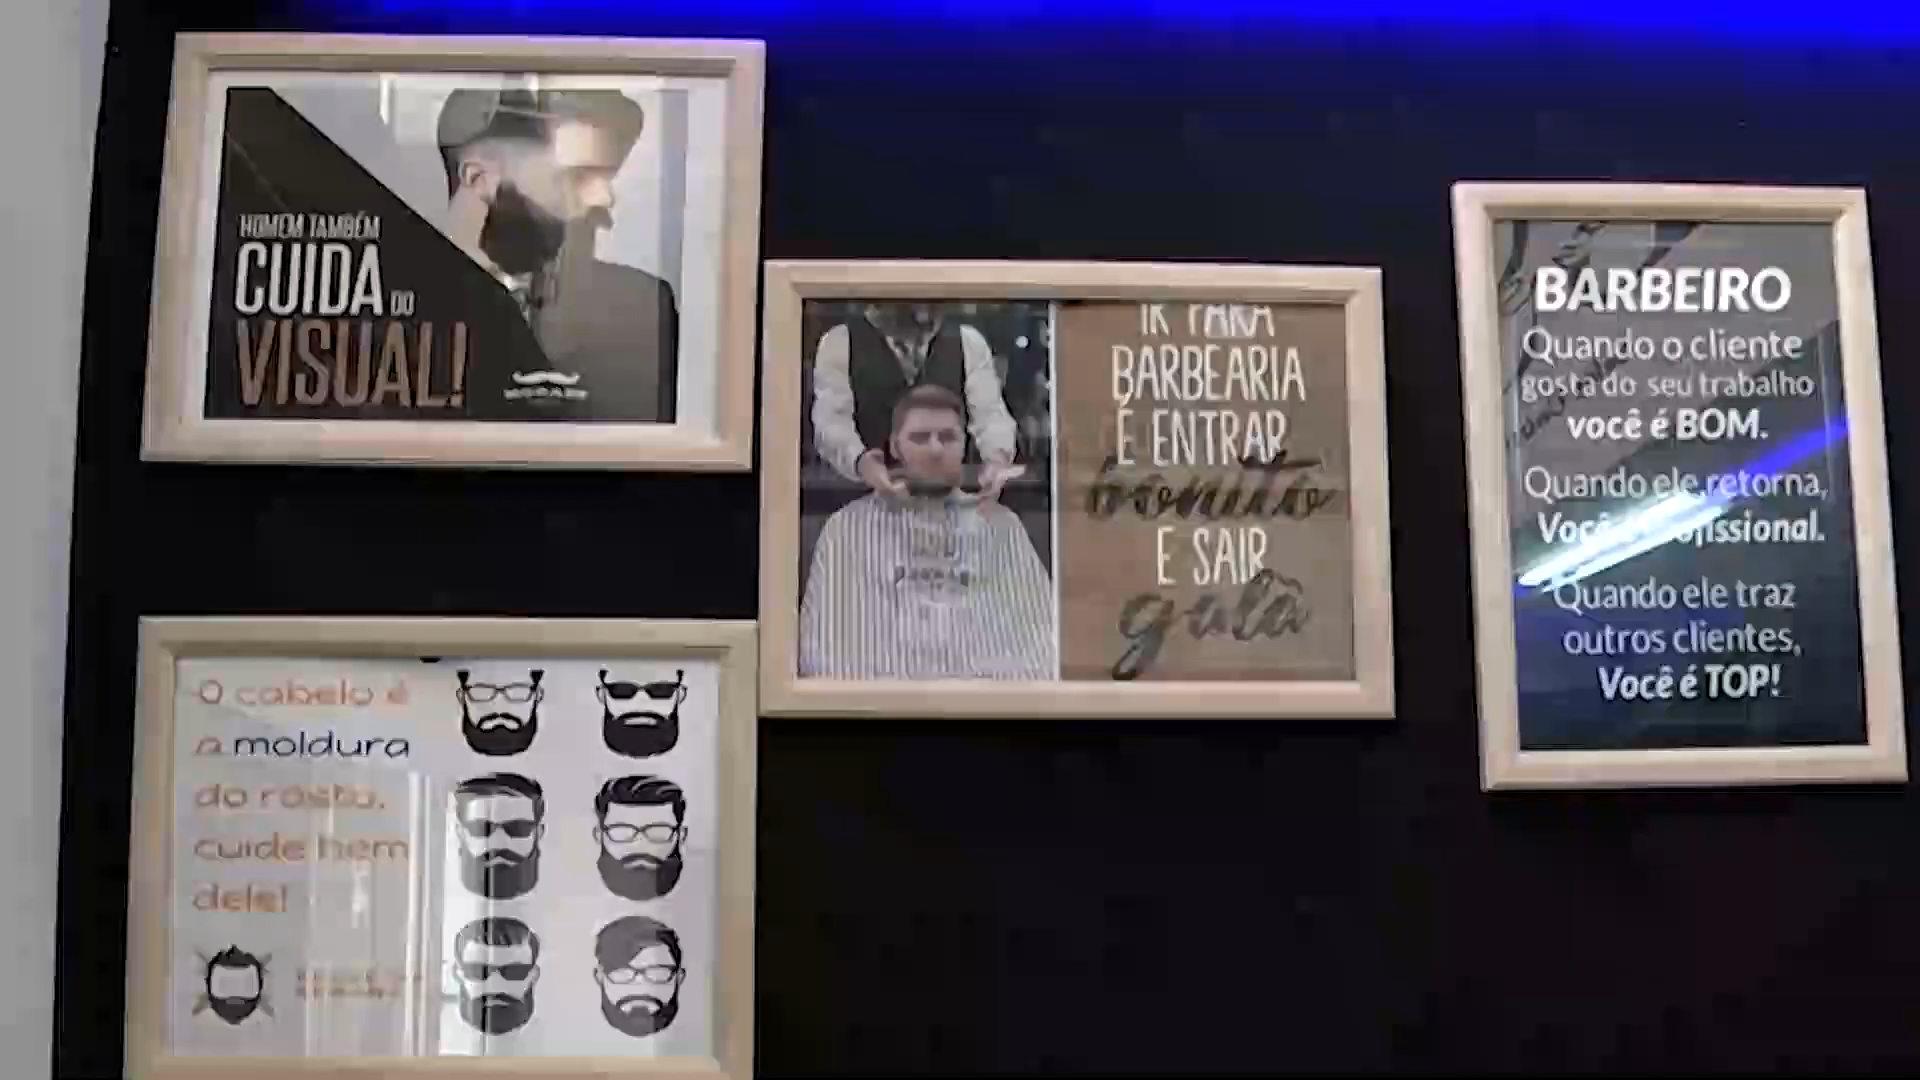 HOMEM TAMBÉM
CUIDA DO
VISUAL!
IR PARA
BARBEARIA
É ENTRAR
bonito
E SAIR
galã
BARBEIRO
Quando o cliente
gosta do seu trabalho
você é BOM.
Quando ele retorna,
Você profissional.
Quando ele traz
outros clientes,
Você é TOP!
O cabelo é
a moldura
do rosto,
cuide bem
dele!